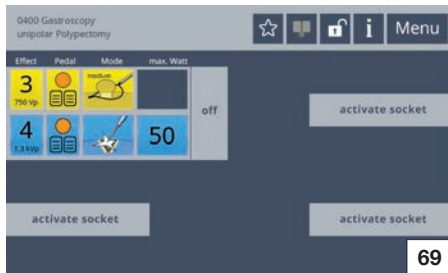 0400 Gastroscopy
unipolar Polypectomy
i
Menu
Effect Pedal Mode max. Watt
3
750 Vp
medium
off
4
1.3 kVp
50
activate socket
activate socket
activate socket
69